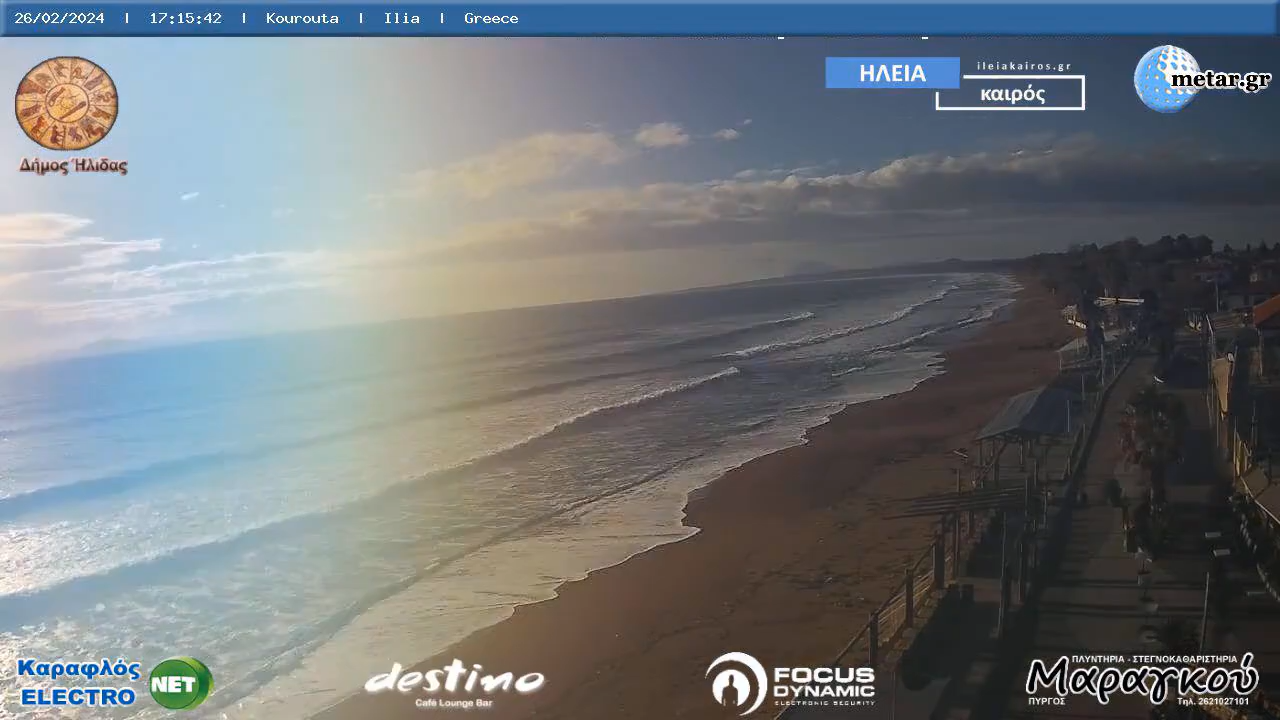 26/02/2024 | 17:15:42 | Kourouta | Ilia | Greece
ΗΛΕΙΑ
ileiakairos.gr
καιρός
metar.gr
Δήμος Ήλιδας
Καραφλός
ELECTRO
NET
destino
Café Lounge Bar
FOCUS
DYNAMIC
ELECTRONIC SECURITY
ΠΛΥΝΤΗΡΙΑ - ΣΤΕΓΝΟΚΑΘΑΡΙΣΤΗΡΙΑ
Μαραγκού
ΠΥΡΓΟΣ
Τηλ. 2621027101